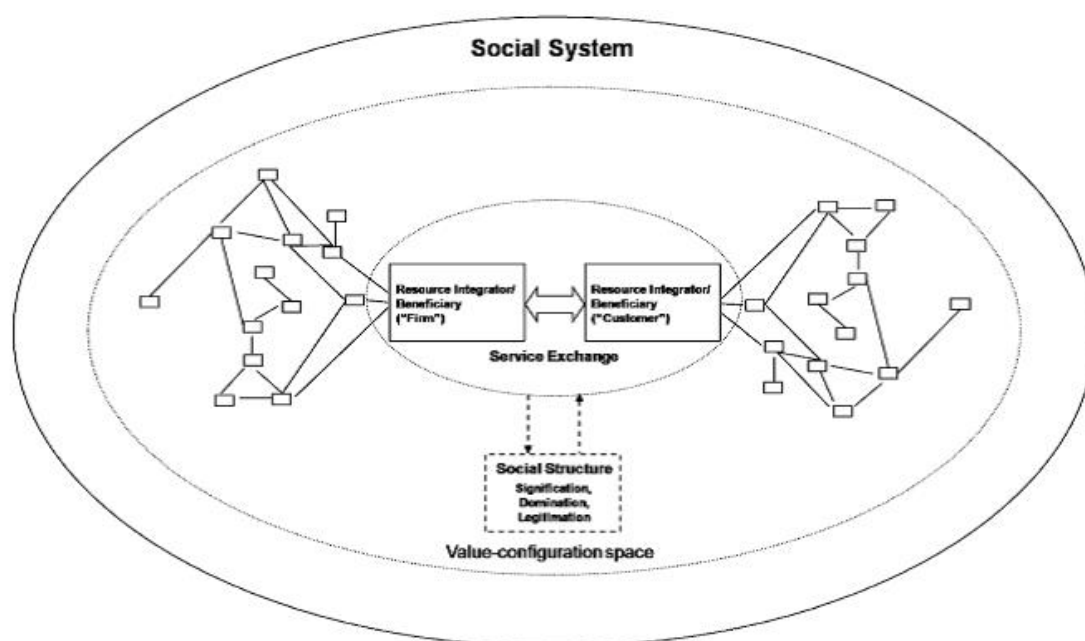 Social System
Resource Integrator/
Beneficiary
("Firm")
Resource Integrator/
Beneficiary
("Customer")
Service Exchange
Social Structure
Signification,
Domination,
Legitimation
Value-configuration space